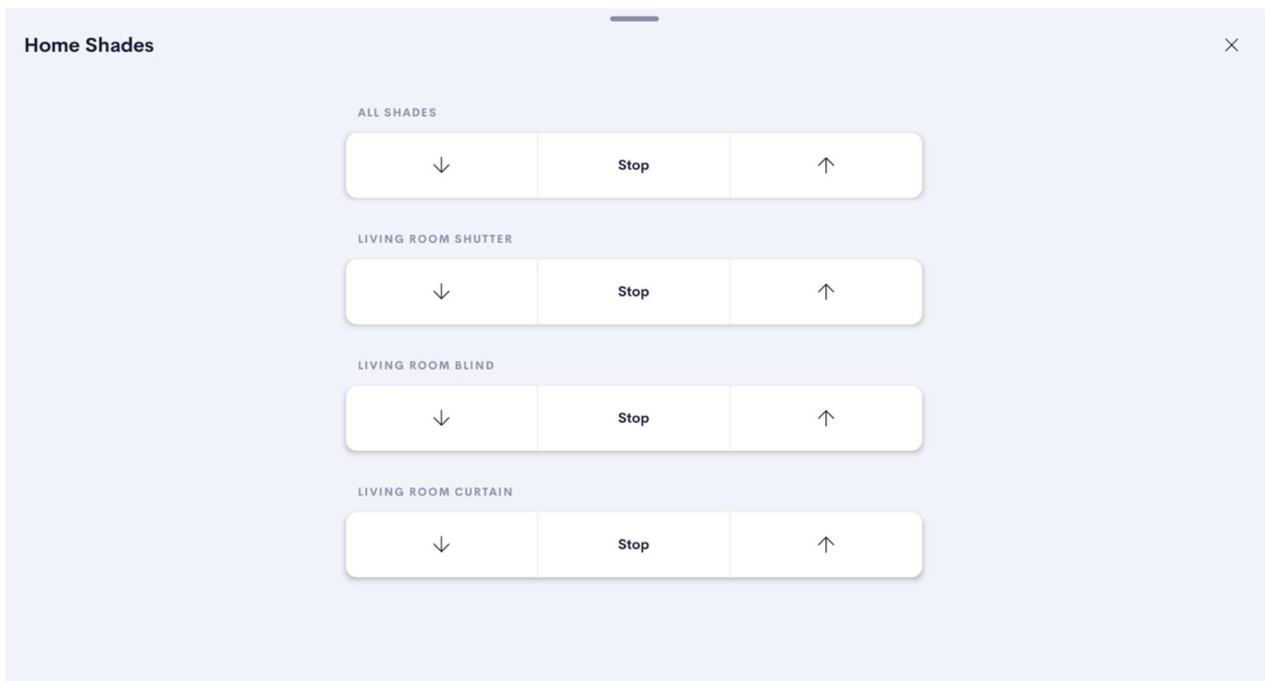 Home Shades
ALL SHADES
Stop
LIVING ROOM SHUTTER
Stop
LIVING ROOM BLIND
Stop
LIVING ROOM CURTAIN
Stop